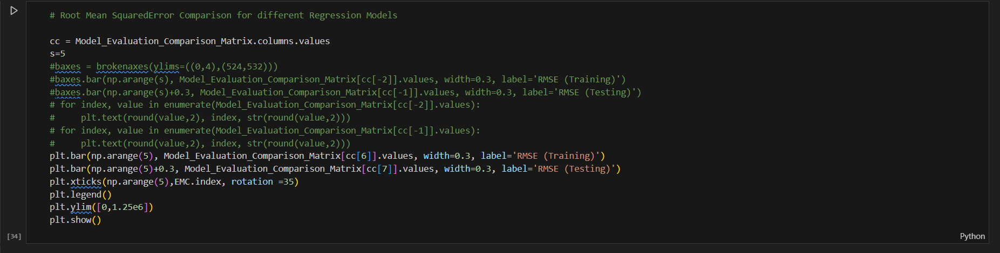 # Root Mean SquaredError Comparison for different Regression Models
cc = Model_Evaluation_Comparison_Matrix.columns.values
s=5
#baxes = brokenaxes(ylims=((0,4),(524,532)))
#baxes.bar(np.arange(s), Model_Evaluation_Comparison_Matrix[cc[-2]].values, width=0.3, label='RMSE (Training)')
#baxes.bar(np.arange(s)+0.3, Model_Evaluation_Comparison_Matrix[cc[-1]].values, width=0.3, label='RMSE (Testing)')
# for index, value in enumerate(Model_Evaluation_Comparison_Matrix[cc[-2]].values):
#     plt.text(round(value,2), index, str(round(value,2)))
# for index, value in enumerate(Model_Evaluation_Comparison_Matrix[cc[-1]].values):
#     plt.text(round(value,2), index, str(round(value,2)))
plt.bar(np.arange(5), Model_Evaluation_Comparison_Matrix[cc[6]].values, width=0.3, label='RMSE (Training)')
plt.bar(np.arange(5)+0.3, Model_Evaluation_Comparison_Matrix[cc[7]].values, width=0.3, label='RMSE (Testing)')
plt.xticks(np.arange(5),EMC.index, rotation =35)
plt.legend()
plt.ylim([0,1.25e6])
plt.show()
[34]
Python